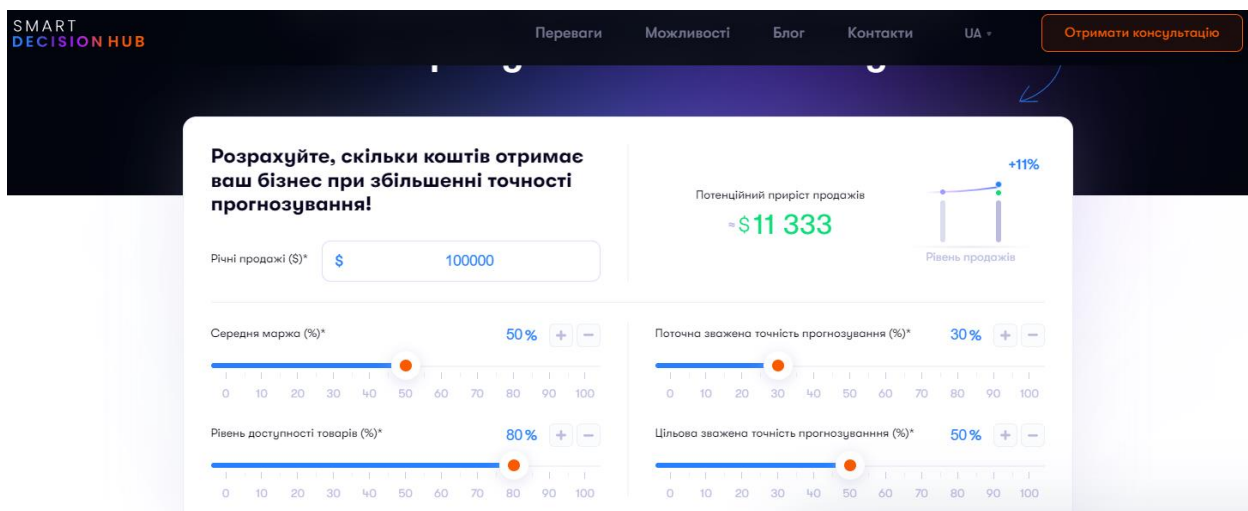 SMART
DECISION HUB
Переваги Можливості Блог Контакти UA Отримати консультацію
Розрахуйте, скільки коштів отримає
ваш бізнес при збільшенні точності
прогнозування!
Річні продажі ($)* $ 100000
Потенційний приріст продажів
≈$11 333
+11%
Рівень продажів
Середня маржа (%)* 50% + −
0 10 20 30 40 50 60 70 80 90 100
Поточна зважена точність прогнозування (%)* 30% + −
0 10 20 30 40 50 60 70 80 90 100
Рівень доступності товарів (%)* 80% + −
0 10 20 30 40 50 60 70 80 90 100
Цільова зважена точність прогнозуванння (%)* 50% + −
0 10 20 30 40 50 60 70 80 90 100